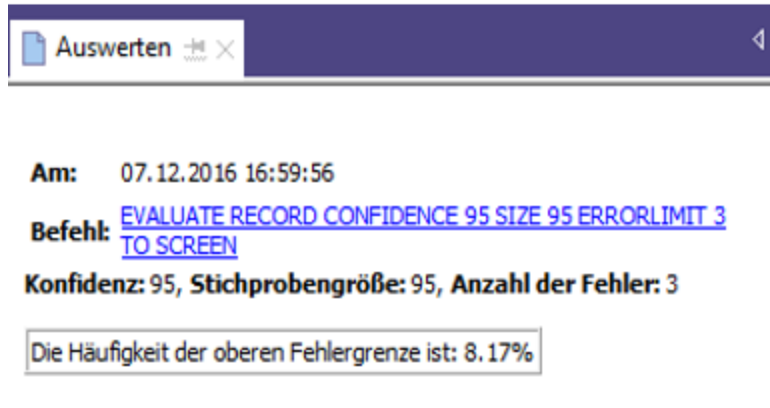 Auswerten
Am: 07.12.2016 16:59:56
Befehl: EVALUATE RECORD CONFIDENCE 95 SIZE 95 ERRORLIMIT 3
TO SCREEN
Konfidenz: 95, Stichprobengröße: 95, Anzahl der Fehler: 3
Die Häufigkeit der oberen Fehlergrenze ist: 8.17%